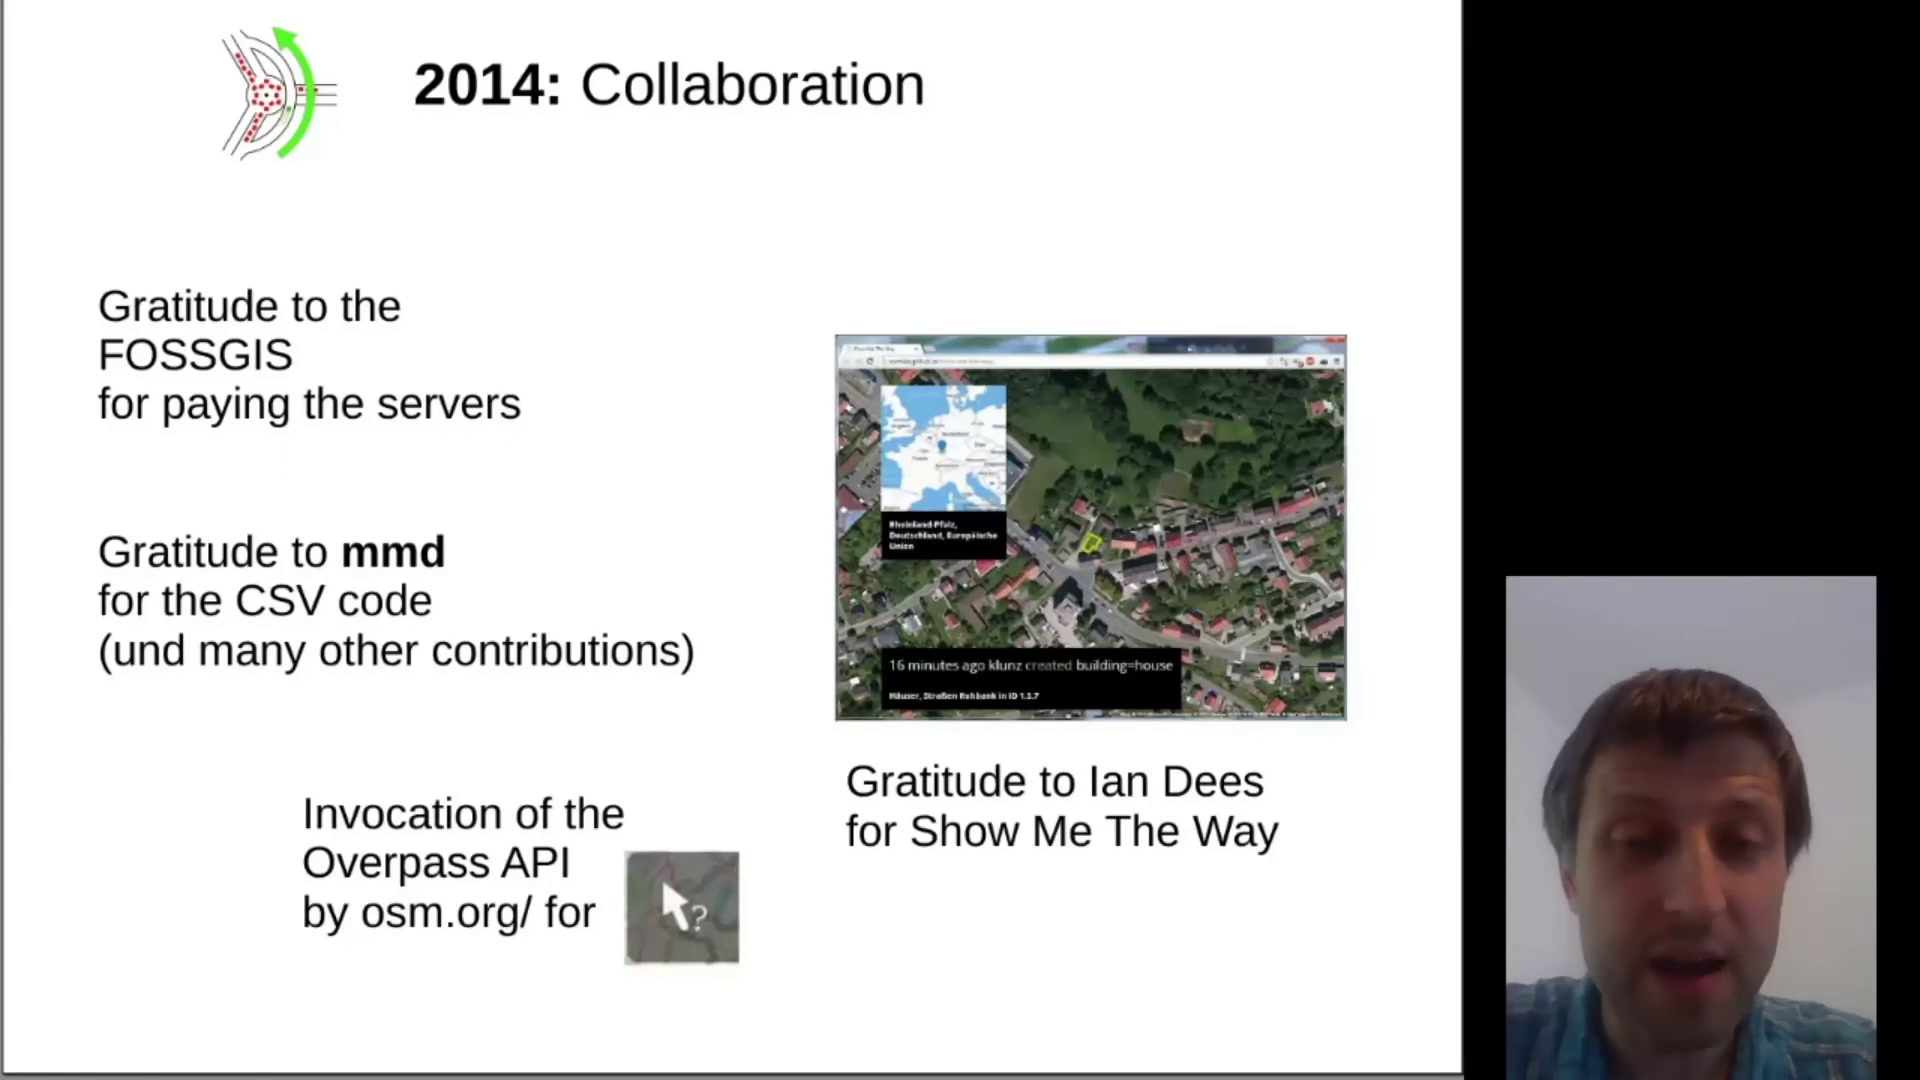 2014: Collaboration
Gratitude to the
FOSSGIS
for paying the servers
Gratitude to mmd
for the CSV code
(und many other contributions)
Invocation of the
Overpass API
by osm.org/ for
?
Rheinland-Pfalz,
Deutschland, Europäische
Union
16 minutes ago klunz created building=house
Häuser, Straßen Ruhbank in iD 1.3.7
Gratitude to Ian Dees
for Show Me The Way